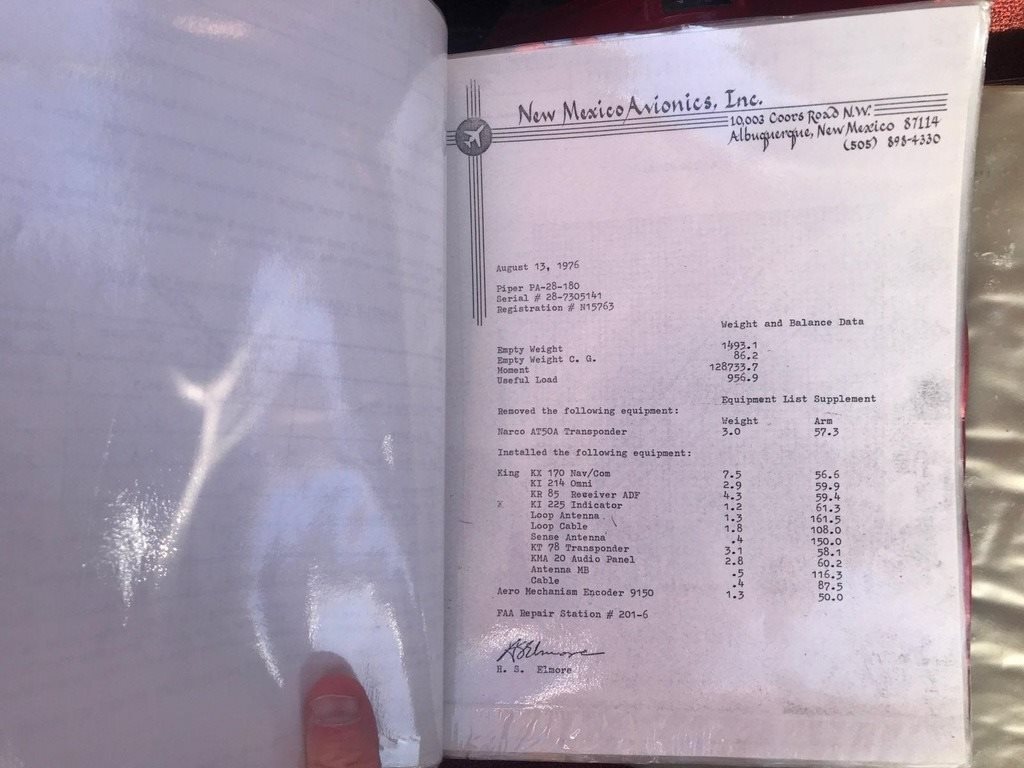 New Mexico Avionics, Inc.
10,003 Coors Road N.W.
Albuquerque, New Mexico 87114
(505) 898-4330
August 13, 1976
Piper PA-28-180
Serial # 28-7305141
Registration # N15763
Weight and Balance Data
Empty Weight 1493.1
Empty Weight C. G. 86.2
Moment 128733.7
Useful Load 956.9
Equipment List Supplement
Removed the following equipment:
Weight Arm
Narco AT50A Transponder 3.0 57.3
Installed the following equipment:
King KX 170 Nav/Com 7.5 56.6
KI 214 Omni 2.9 59.9
KR 85 Receiver ADF 4.3 59.4
KI 225 Indicator 1.2 61.3
Loop Antenna 1.3 161.5
Loop Cable 1.8 108.0
Sense Antenna .4 150.0
KT 78 Transponder 3.1 58.1
KMA 20 Audio Panel 2.8 60.2
Antenna MB .5 116.3
Cable .4 87.5
Aero Mechanism Encoder 9150 1.3 50.0
FAA Repair Station # 201-6
H. S. Elmore